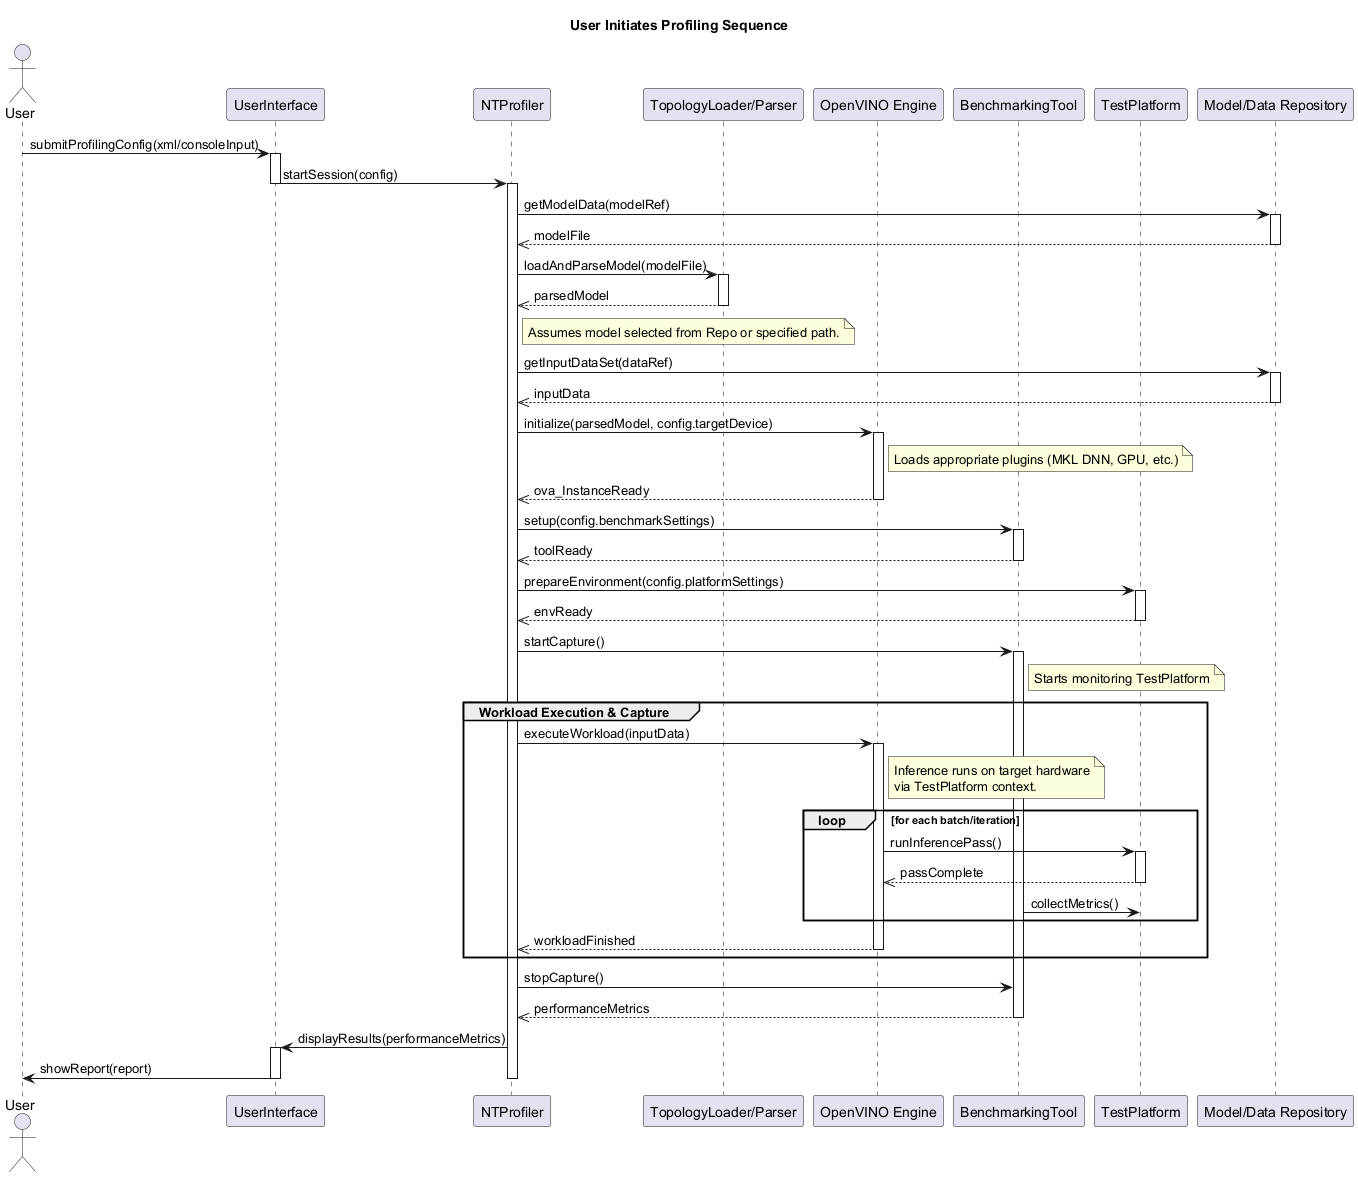 User Initiates Profiling Sequence
User
UserInterface
NTProfiler
TopologyLoader/Parser
OpenVINO Engine
BenchmarkingTool
TestPlatform
Model/Data Repository
submitProfilingConfig(xml/consoleInput)
startSession(config)
getModelData(modelRef)
modelFile
loadAndParseModel(modelFile)
parsedModel
Assumes model selected from Repo or specified path.
getInputDataSet(dataRef)
inputData
initialize(parsedModel, config.targetDevice)
Loads appropriate plugins (MKL DNN, GPU, etc.)
ova_InstanceReady
setup(config.benchmarkSettings)
toolReady
prepareEnvironment(config.platformSettings)
envReady
startCapture()
Starts monitoring TestPlatform
Workload Execution & Capture
executeWorkload(inputData)
Inference runs on target hardware
via TestPlatform context.
loop
[for each batch/iteration]
runInferencePass()
passComplete
collectMetrics()
workloadFinished
stopCapture()
performanceMetrics
displayResults(performanceMetrics)
showReport(report)
User
UserInterface
NTProfiler
TopologyLoader/Parser
OpenVINO Engine
BenchmarkingTool
TestPlatform
Model/Data Repository